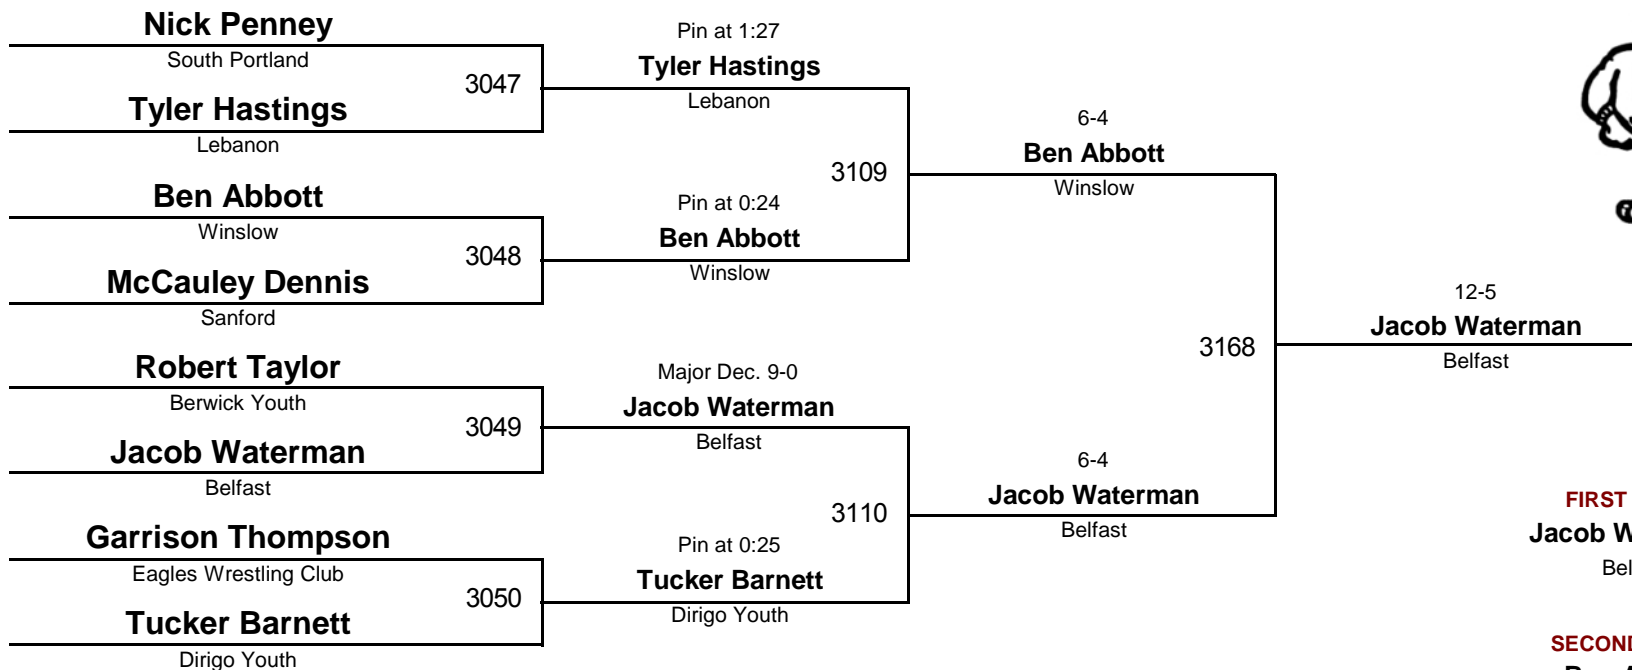 Nick Penney
South Portland
3047
Tyler Hastings
Lebanon
Ben Abbott
Winslow
3048
McCauley Dennis
Sanford
Robert Taylor
Berwick Youth
3049
Jacob Waterman
Belfast
Garrison Thompson
Eagles Wrestling Club
3050
Tucker Barnett
Dirigo Youth
Pin at 1:27
Tyler Hastings
Lebanon
3109
Pin at 0:24
Ben Abbott
Winslow
Major Dec. 9-0
Jacob Waterman
Belfast
3110
Pin at 0:25
Tucker Barnett
Dirigo Youth
6-4
Ben Abbott
Winslow
3168
6-4
Jacob Waterman
Belfast
12-5
Jacob Waterman
Belfast
FIRST
Jacob W
Bel
SECOND